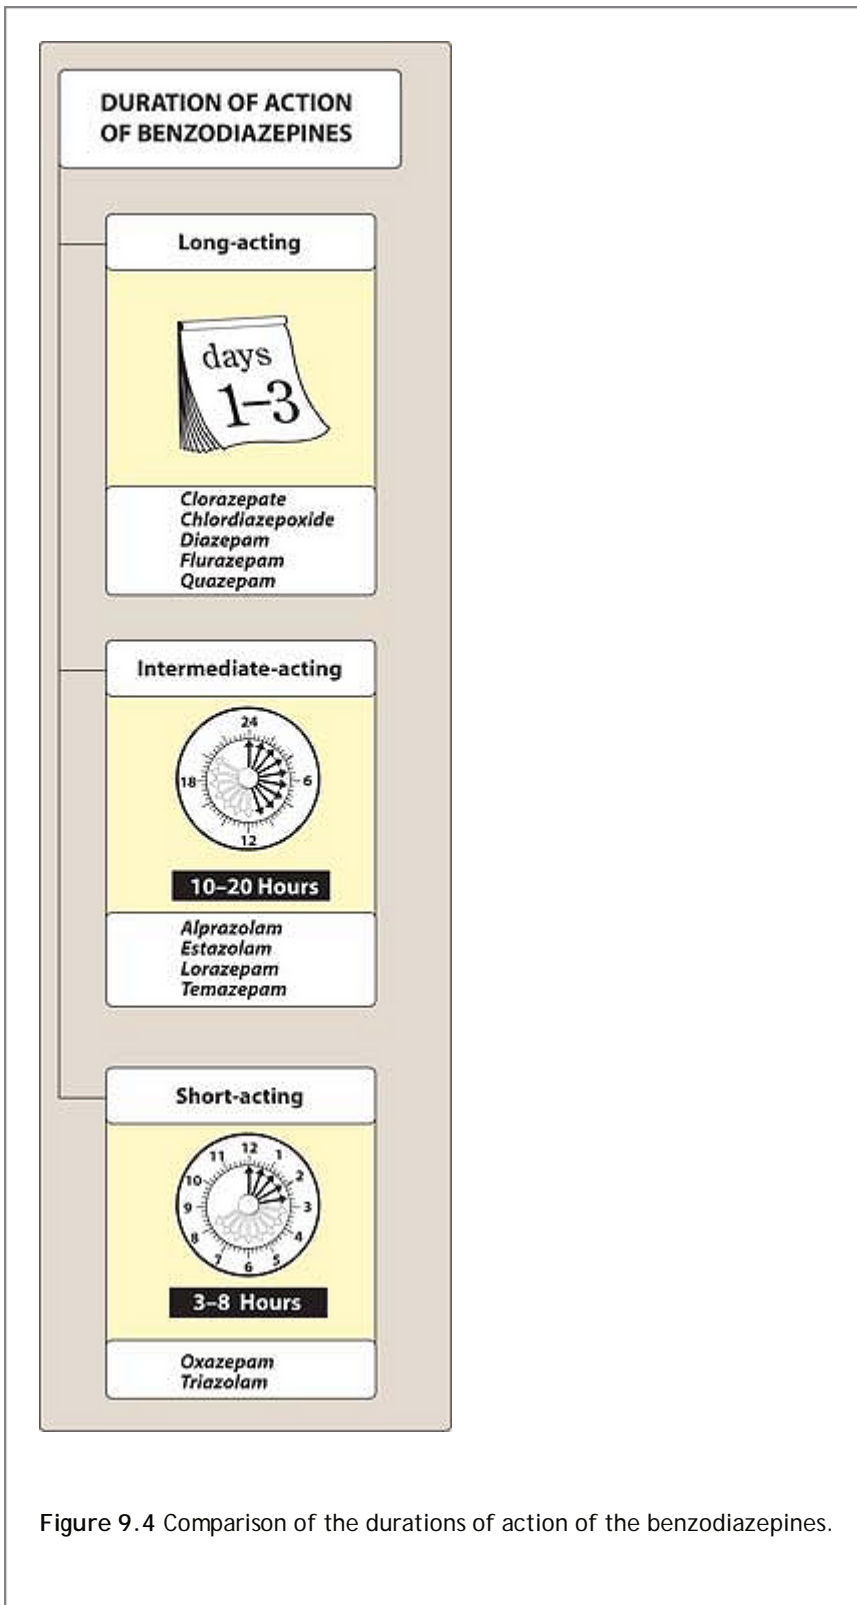 DURATION OF ACTION
OF BENZODIAZEPINES
Long-acting
days
1–3
Clorazepate
Chlordiazepoxide
Diazepam
Flurazepam
Quazepam
Intermediate-acting
24
18
6
12
10–20 Hours
Alprazolam
Estazolam
Lorazepam
Temazepam
Short-acting
12
11
1
10
2
9
3
8
4
7
5
6
3–8 Hours
Oxazepam
Triazolam
Figure 9.4 Comparison of the durations of action of the benzodiazepines.